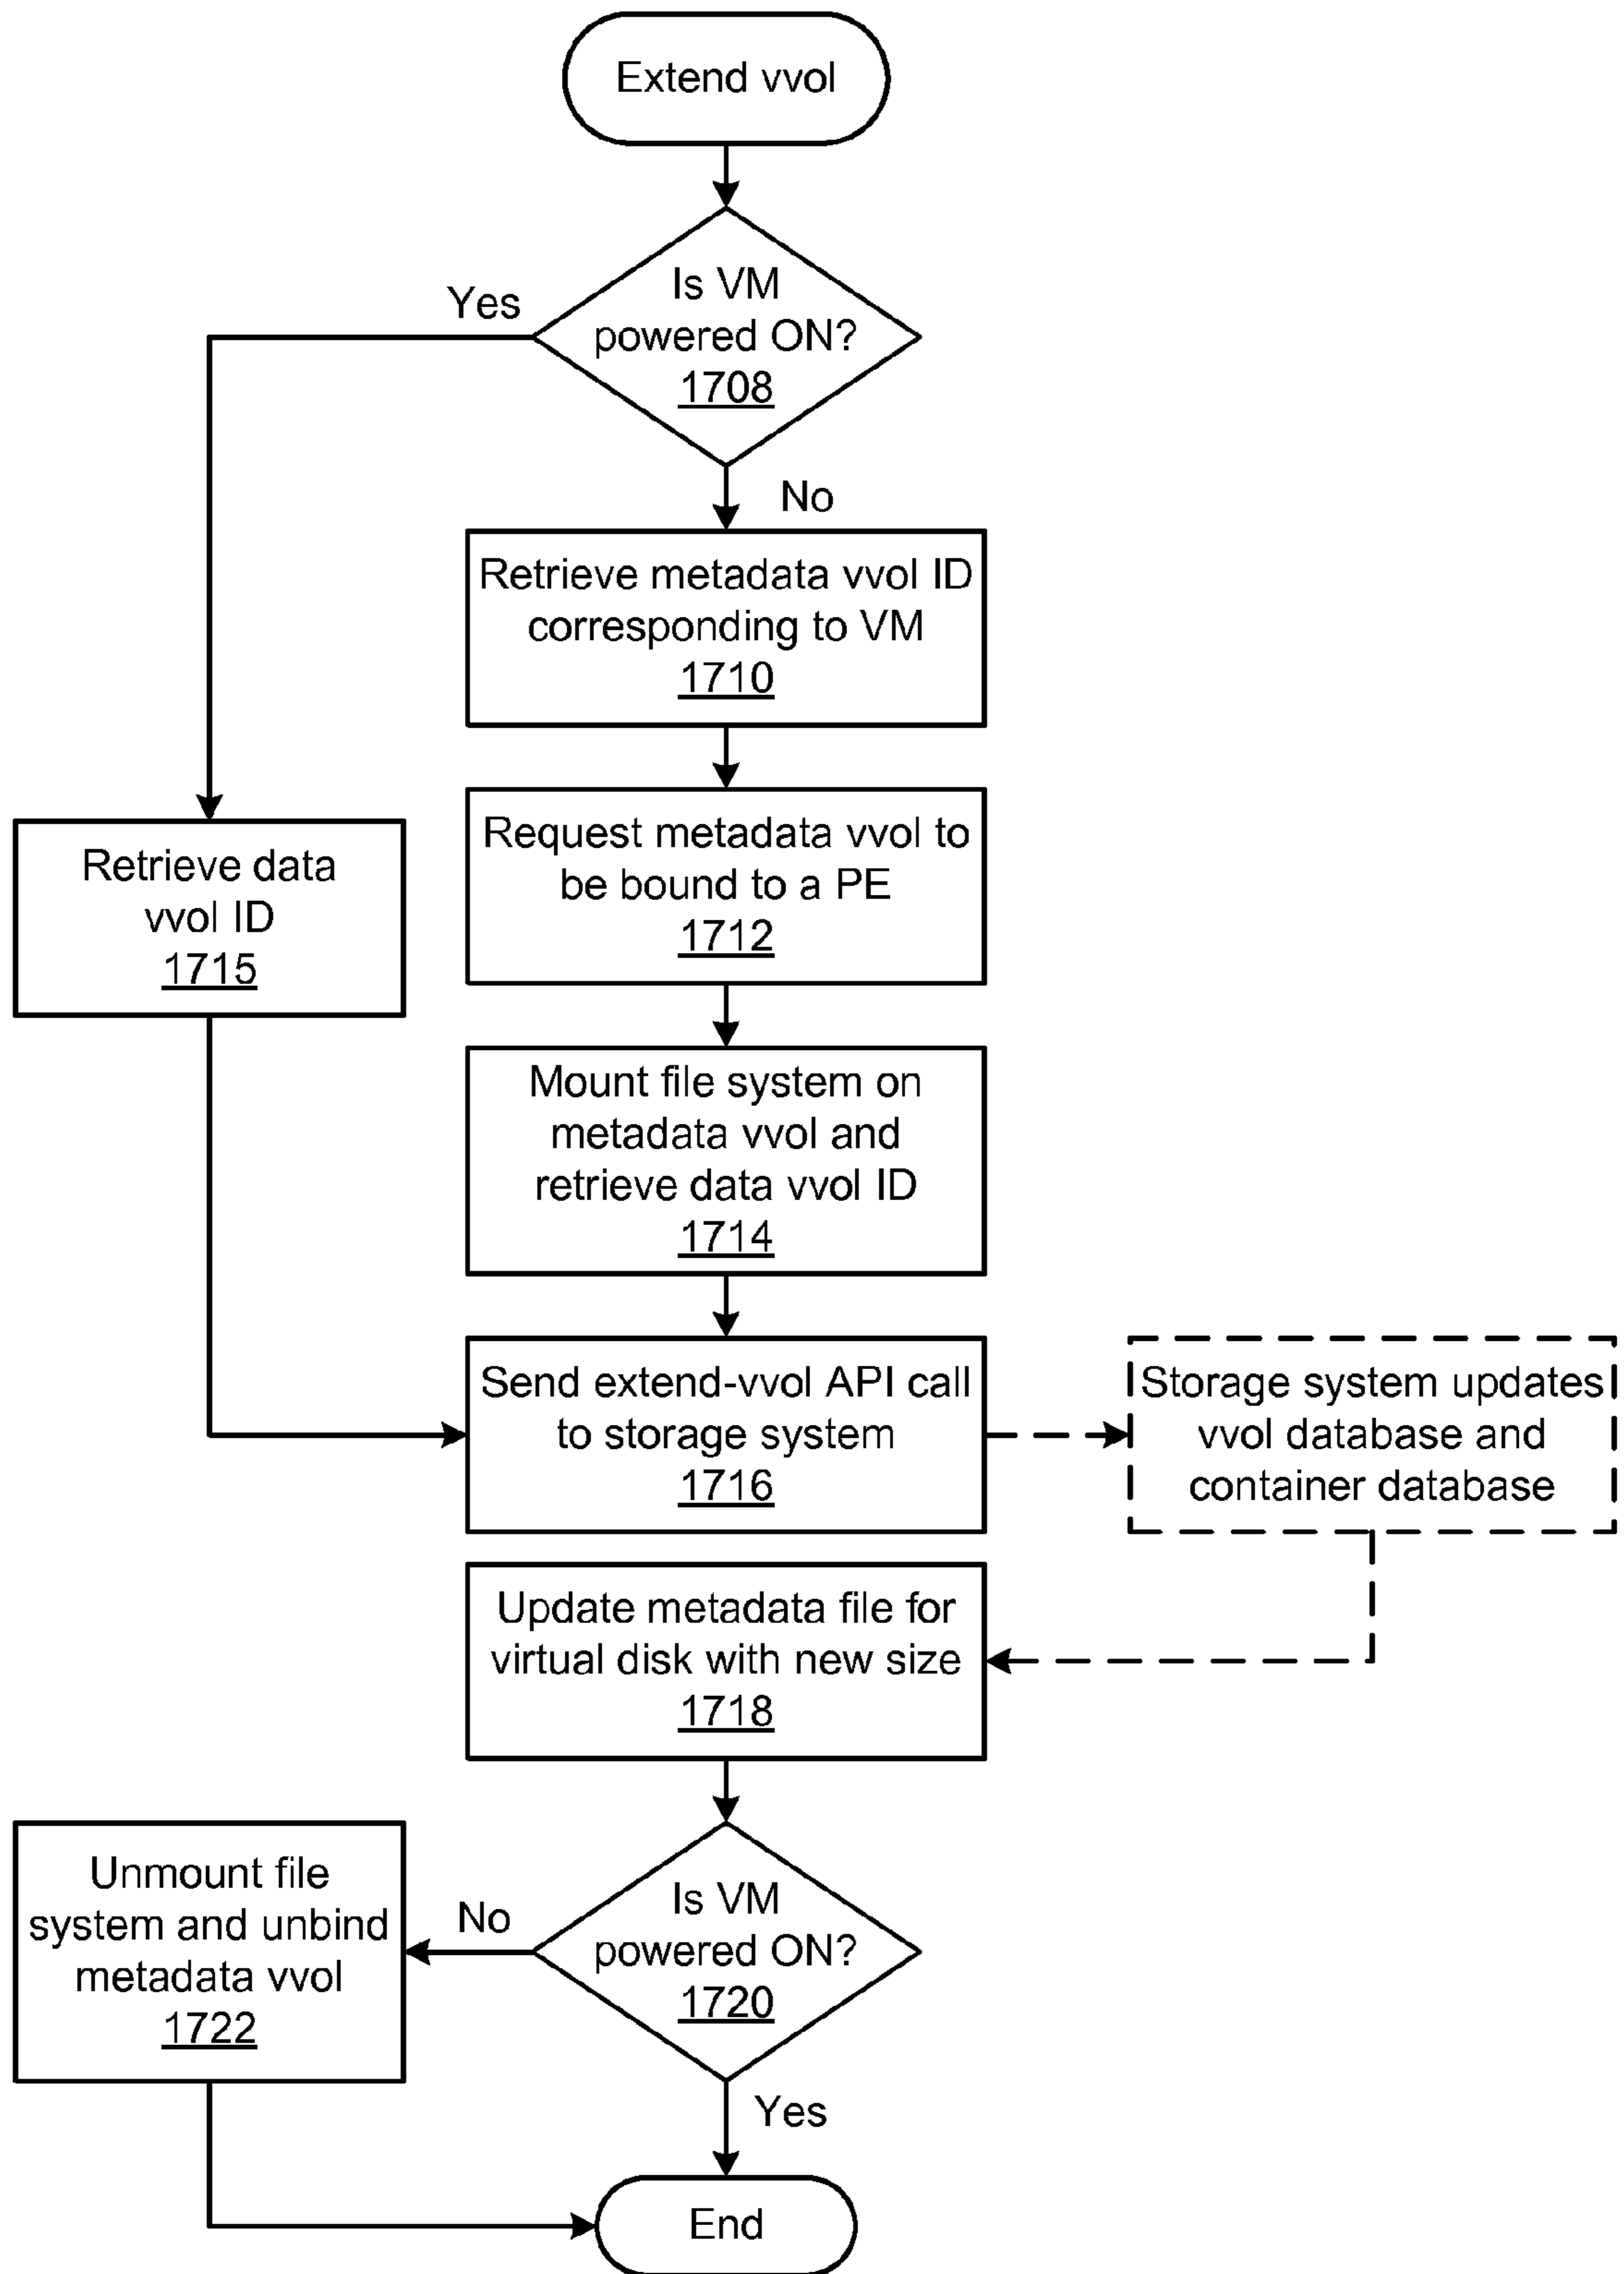 Extend vvol
Is VM
powered ON?
1708
Yes
No
Retrieve metadata vvol ID
corresponding to VM
1710
Request metadata vvol to
be bound to a PE
1712
Retrieve data
vvol ID
1715
Mount file system on
metadata vvol and
retrieve data vvol ID
1714
Send extend-vvol API call
to storage system
1716
Storage system updates
vvol database and
container database
Update metadata file for
virtual disk with new size
1718
Is VM
powered ON?
1720
No
Unmount file
system and unbind
metadata vvol
1722
Yes
End